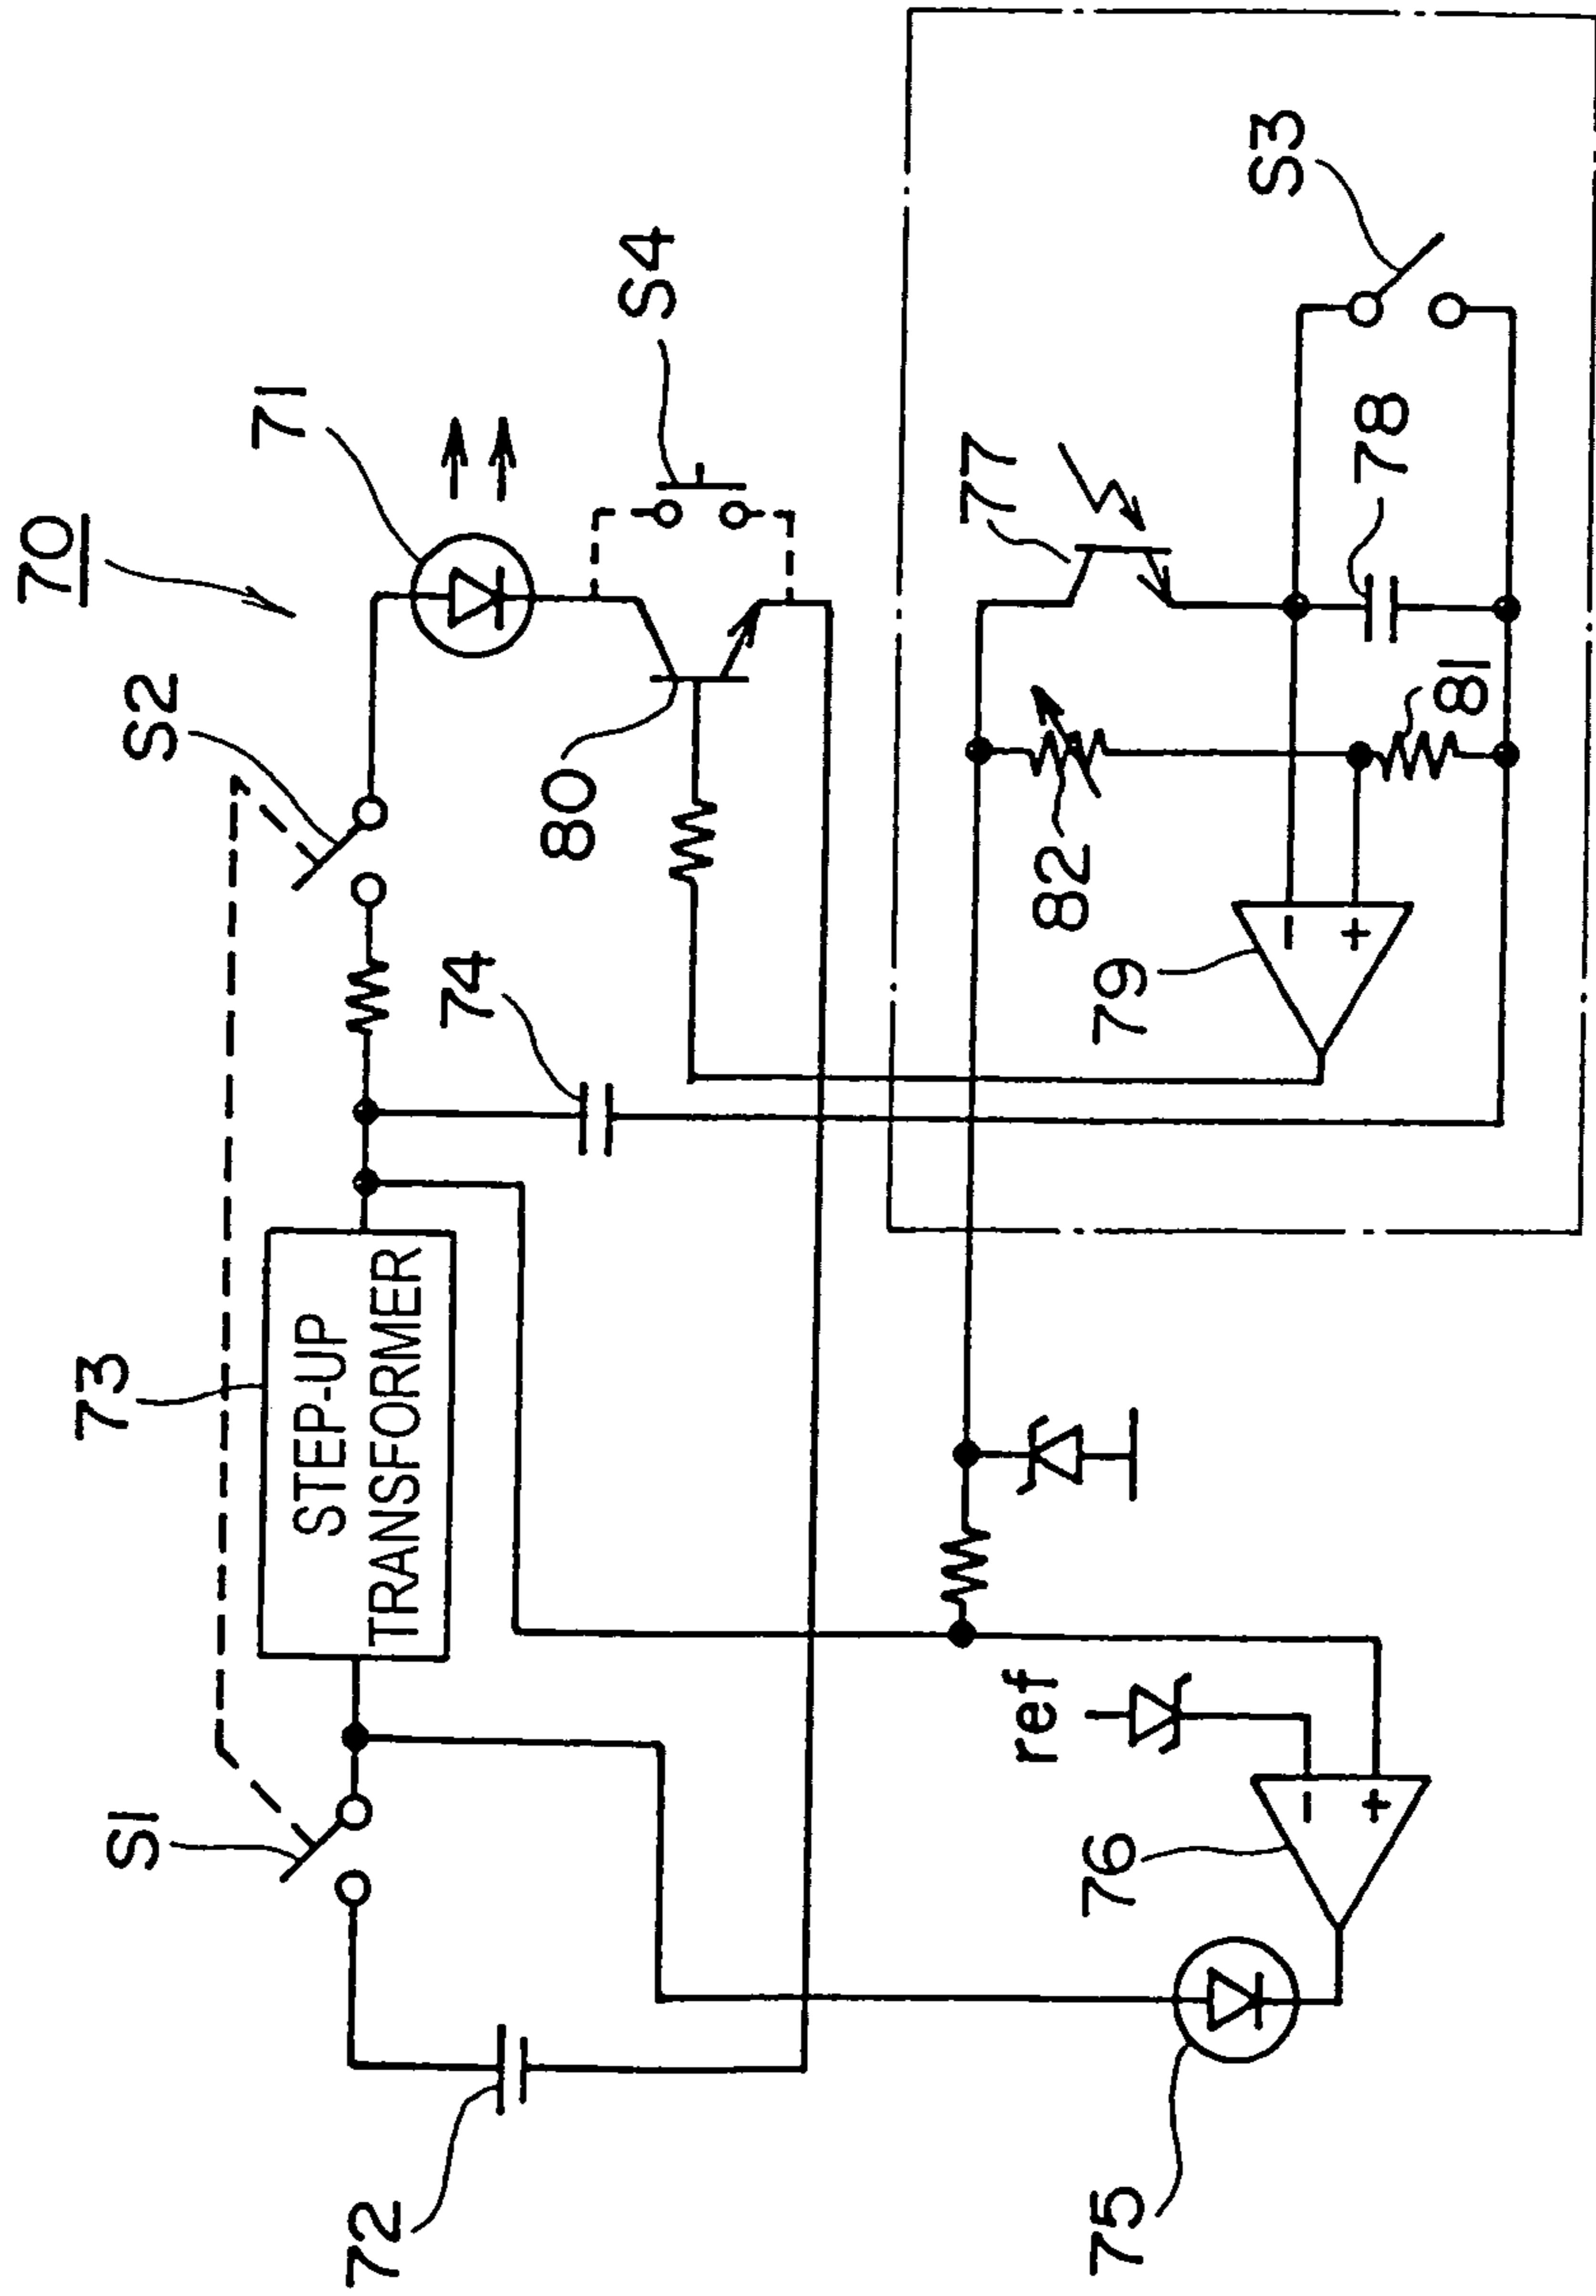 70
S2
71
S4
73
STEP-UP
TRANSFORMER
S1
74
80
72
77
S3
82
78
81
79
-
+
ref
76
-
+
75